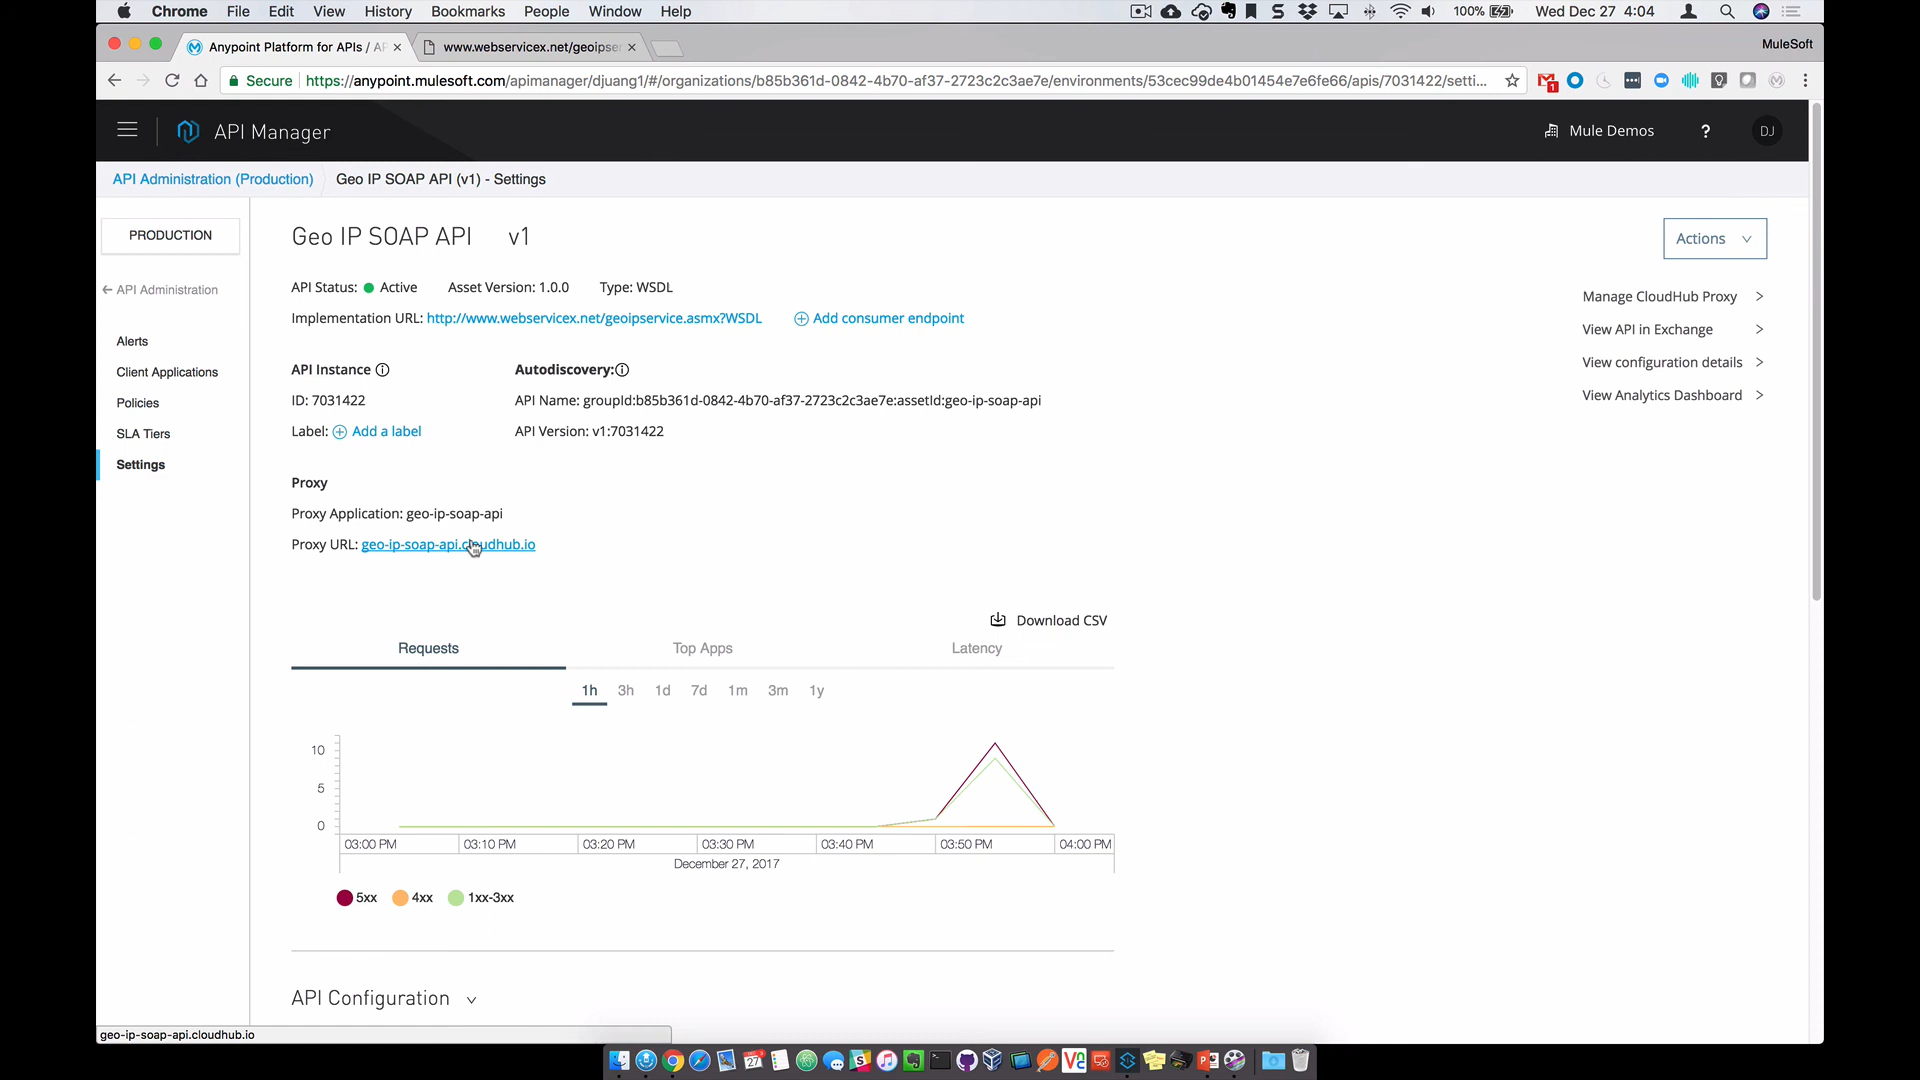 Chrome File Edit View History Bookmarks People Window Help 100% Wed Dec 27 4:04
Anypoint Platform for APIs / AP www.webservicex.net/geoipse MuleSoft
Secure https://anypoint.mulesoft.com/apimanager/djuang1/#/organizations/b85b361d-0842-4b70-af37-2723c2c3ae7e/environments/53cec99de4b01454e7e6fe66/apis/7031422/setti...
API Manager Mule Demos ? DJ
API Administration (Production) Geo IP SOAP API (v1) - Settings
PRODUCTION
API Administration
Alerts
Client Applications
Policies
SLA Tiers
Settings
Geo IP SOAP API v1
Actions
API Status: Active Asset Version: 1.0.0 Type: WSDL
Implementation URL: http://www.webservicex.net/geoipservice.asmx?WSDL Add consumer endpoint
Manage CloudHub Proxy >
View API in Exchange >
View configuration details >
View Analytics Dashboard >
API Instance Autodiscovery:
ID: 7031422 API Name: groupId:b85b361d-0842-4b70-af37-2723c2c3ae7e:assetId:geo-ip-soap-api
Label: Add a label API Version: v1:7031422
Proxy
Proxy Application: geo-ip-soap-api
Proxy URL: geo-ip-soap-api.cloudhub.io
Download CSV
Requests Top Apps Latency
1h 3h 1d 7d 1m 3m 1y
10
5
0
03:00 PM 03:10 PM 03:20 PM 03:30 PM 03:40 PM 03:50 PM 04:00 PM
December 27, 2017
5xx 4xx 1xx-3xx
API Configuration
geo-ip-soap-api.cloudhub.io